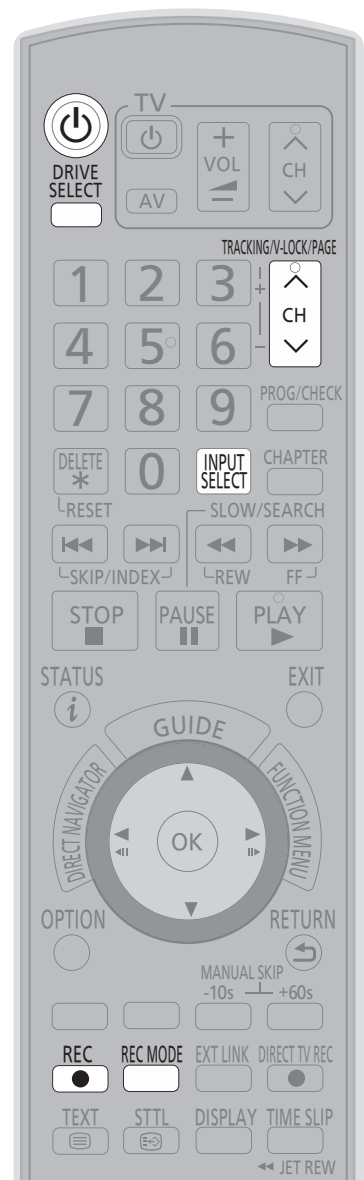 TV
DRIVE
SELECT
+
VOL
−
CH
AV
TRACKING/V-LOCK/PAGE
1 2 3
+
−
CH
4 5 6
7 8 9
PROG/CHECK
DELETE
*
0
INPUT
SELECT
CHAPTER
RESET
SLOW/SEARCH
SKIP/INDEX
REW
FF
STOP
PAUSE
PLAY
STATUS
i
EXIT
GUIDE
DIRECT NAVIGATOR
FUNCTION MENU
OK
OPTION
RETURN
MANUAL SKIP
-10s +60s
REC
REC MODE
EXT LINK
DIRECT TV REC
TEXT
STTL
DISPLAY
TIME SLIP
JET REW